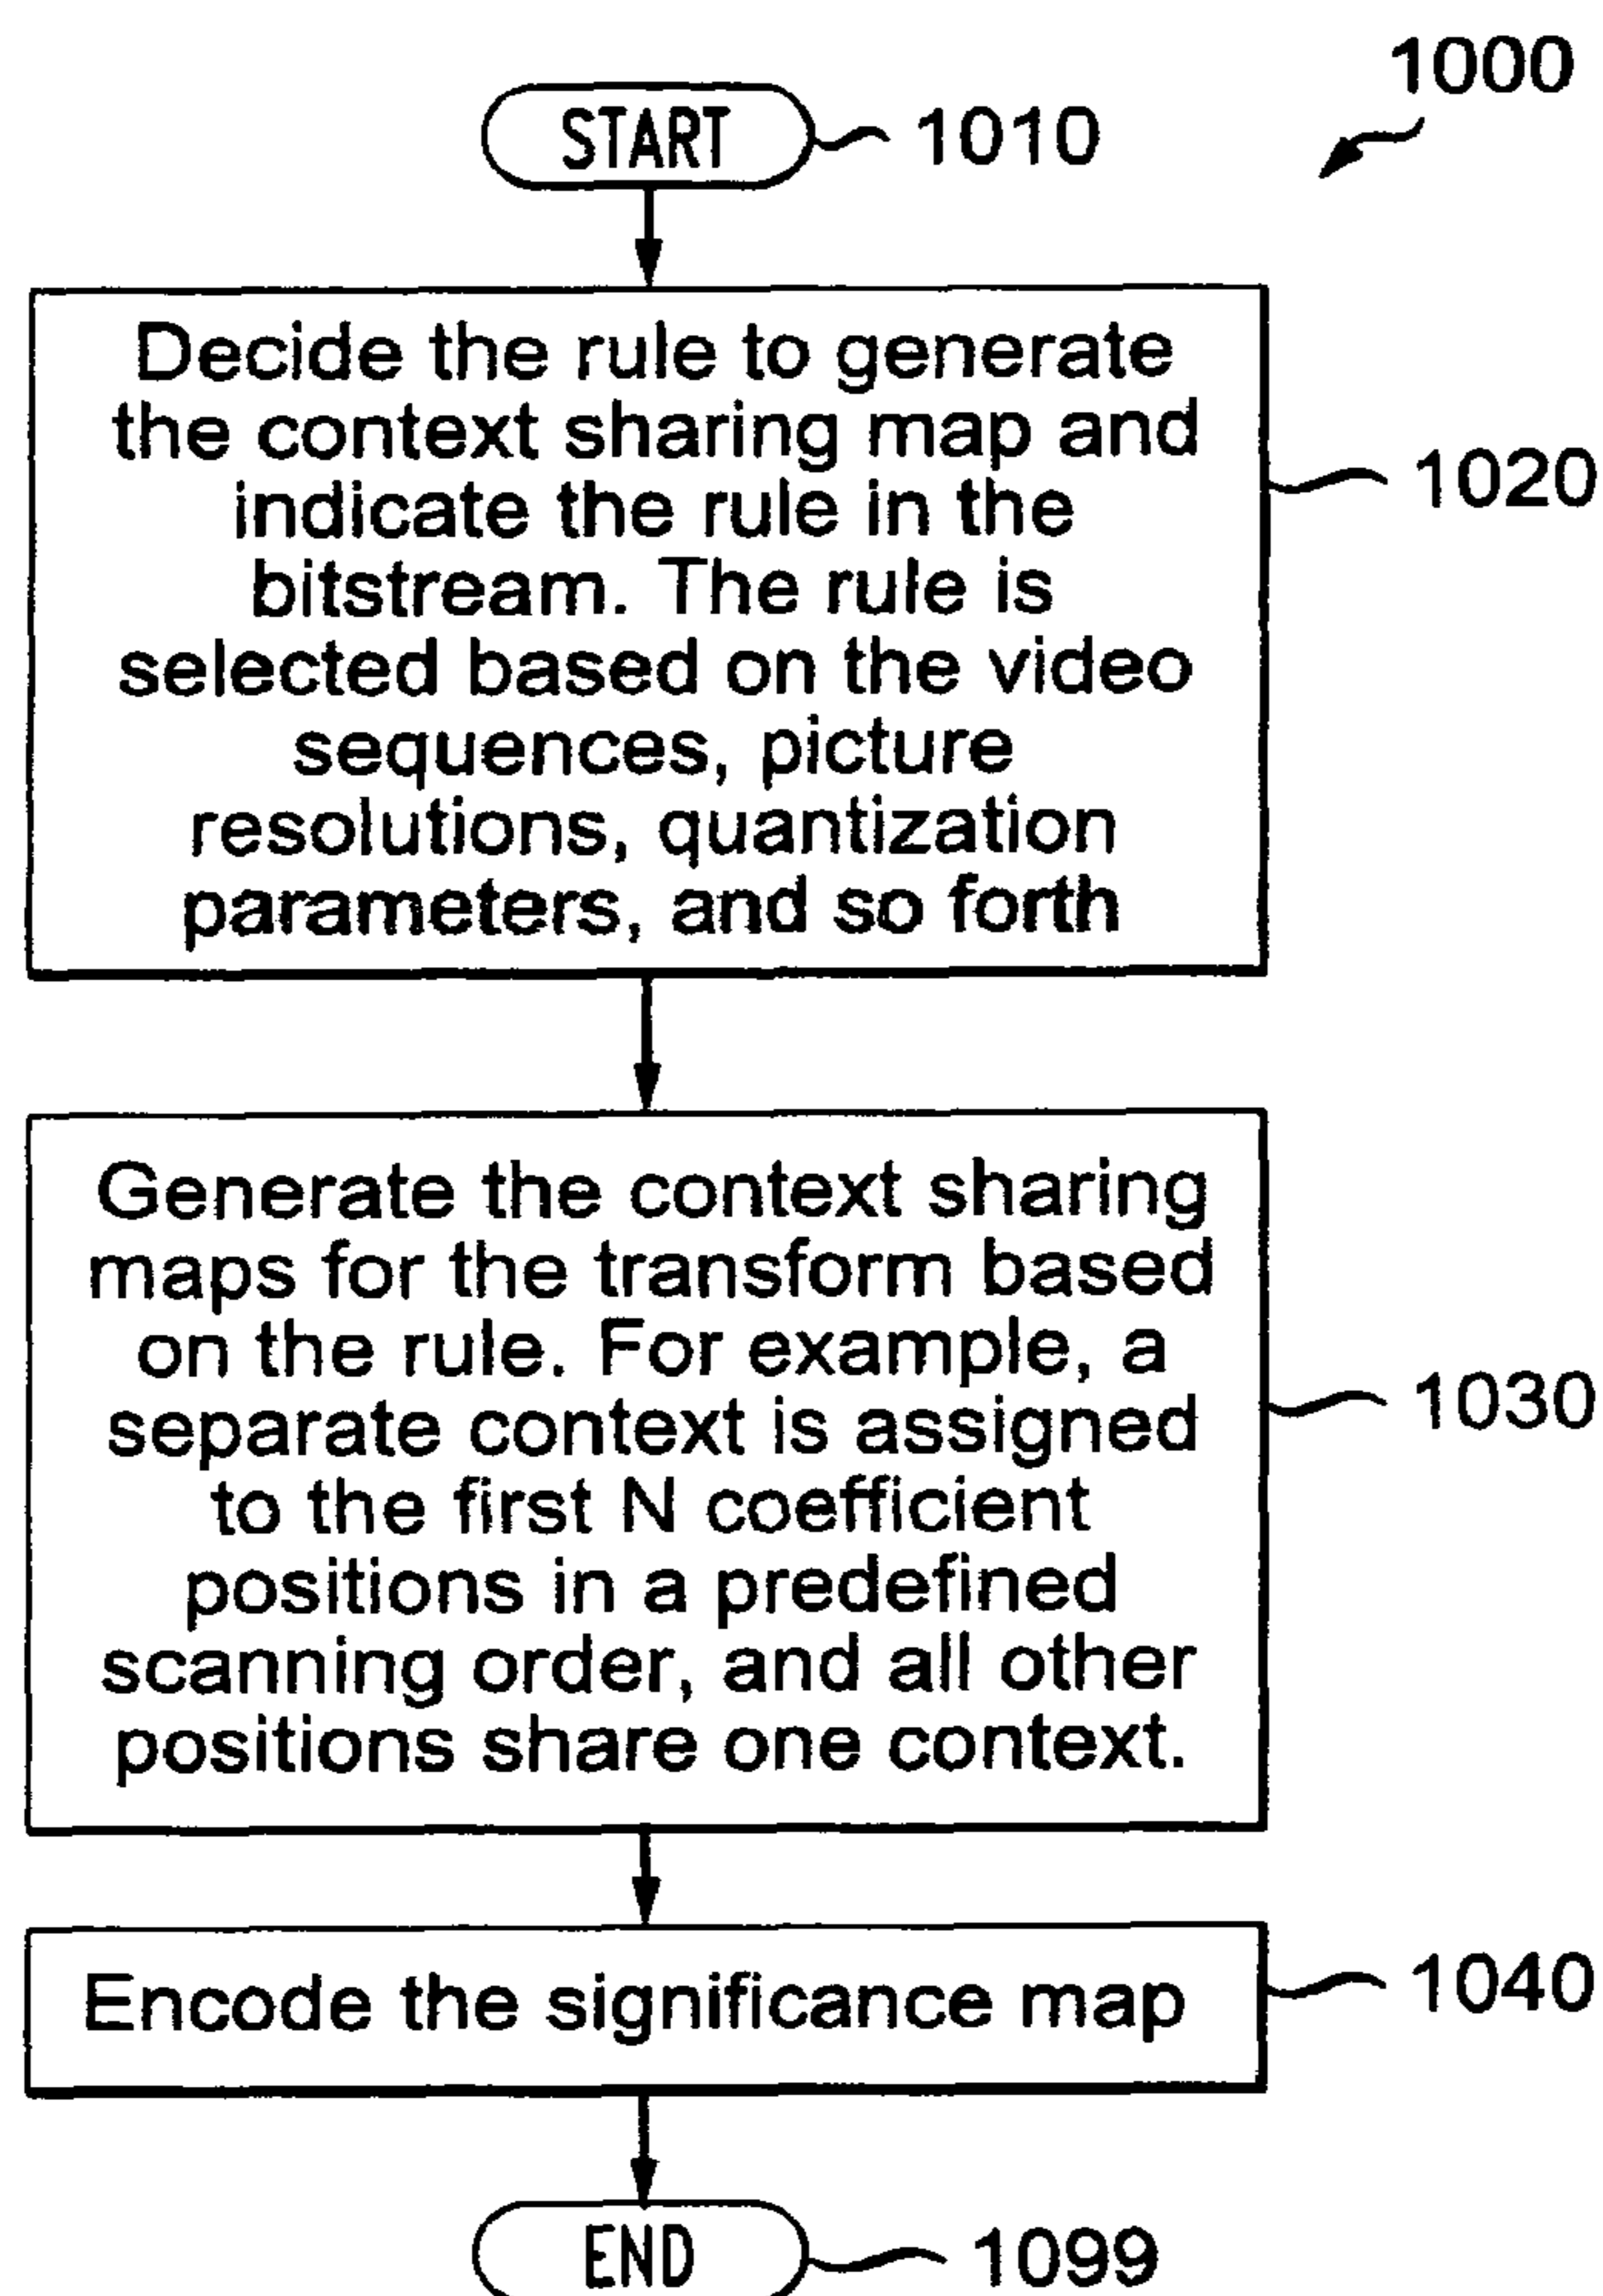 1000
START
1010
Decide the rule to generate
the context sharing map and
indicate the rule in the
bitstream. The rule is
selected based on the video
sequences, picture
resolutions, quantization
parameters, and so forth
1020
Generate the context sharing
maps for the transform based
on the rule. For example, a
separate context is assigned
to the first N coefficient
positions in a predefined
scanning order, and all other
positions share one context.
1030
Encode the significance map
1040
END
1099